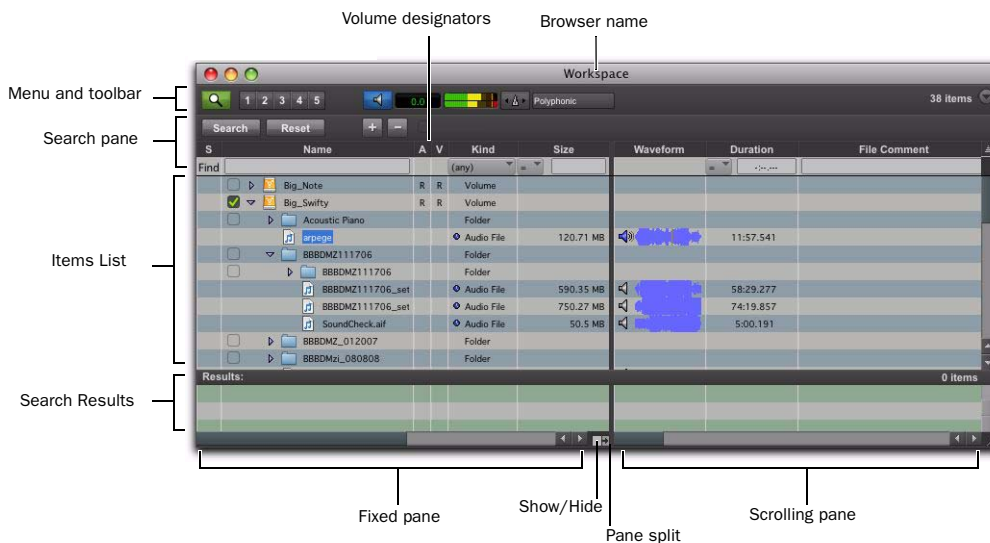 Volume designators
Browser name
Workspace
Menu and toolbar
1 2 3 4 5
0.0
Polyphonic
38 items
Search pane
Search Reset + −
S Name A V Kind Size Waveform Duration File Comment
Find (any) = = -:--.---
Items List
Big_Note R R Volume
Big_Swifty R R Volume
Acoustic Piano Folder
arpege Audio File 120.71 MB 11:57.541
BBBDMZ111706 Folder
BBBDMZ111706 Folder
BBBDMZ111706_set Audio File 590.35 MB 58:29.277
BBBDMZ111706_set Audio File 750.27 MB 74:19.857
SoundCheck.aif Audio File 50.5 MB 5:00.191
BBBDMZ_012007 Folder
BBBDMzi_080808 Folder
Search Results
Results: 0 items
Fixed pane
Show/Hide
Pane split
Scrolling pane